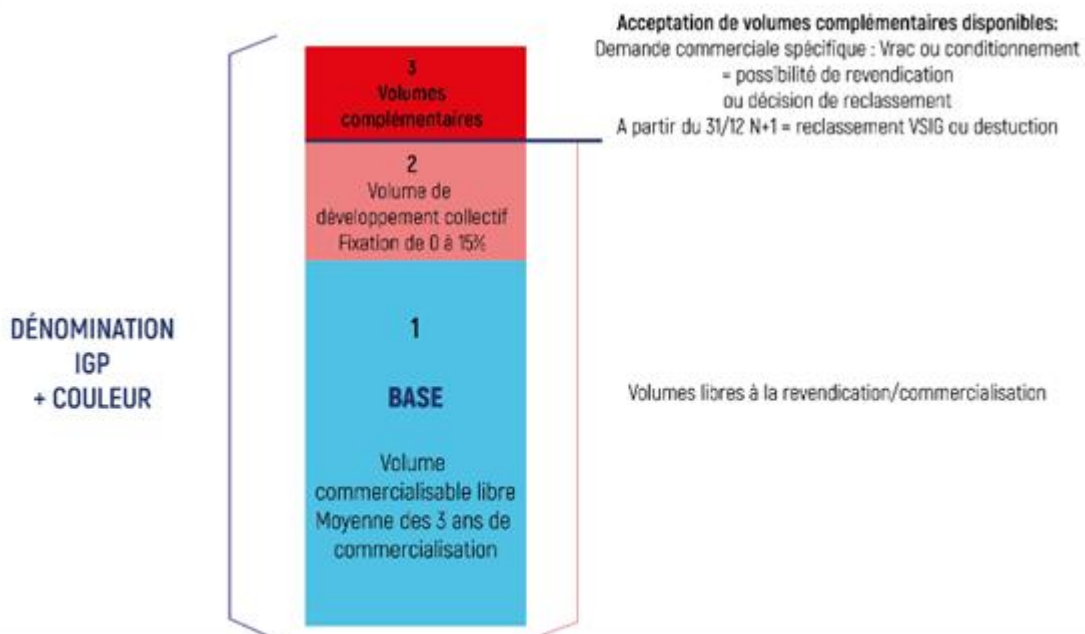 Acceptation de volumes complémentaires disponibles:
Demande commerciale spécifique : Vrac ou conditionnement
= possibilité de revendication
ou décision de reclassement
A partir du 31/12 N+1 = reclassement VSIG ou destuction
3
Volumes
complémentaires
2
Volume de
développement collectif
Fixation de 0 à 15%
DÉNOMINATION
IGP
+ COULEUR
1
BASE
Volume
commercialisable libre
Moyenne des 3 ans de
commercialisation
Volumes libres à la revendication/commercialisation